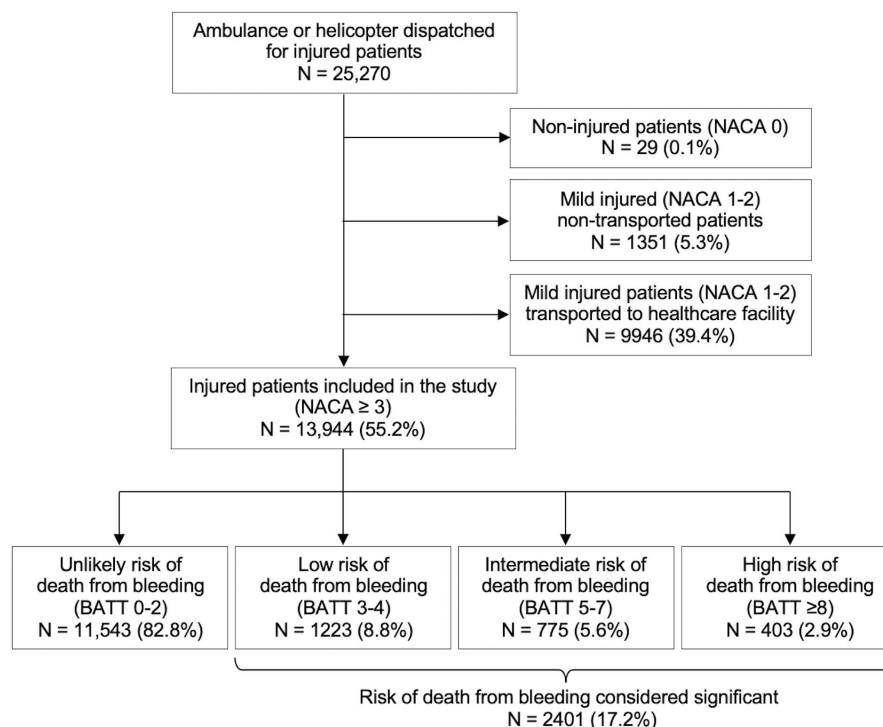 Ambulance or helicopter dispatched
for injured patients
N = 25,270
Non-injured patients (NACA 0)
N = 29 (0.1%)
Mild injured (NACA 1-2)
non-transported patients
N = 1351 (5.3%)
Mild injured patients (NACA 1-2)
transported to healthcare facility
N = 9946 (39.4%)
Injured patients included in the study
(NACA ≥ 3)
N = 13,944 (55.2%)
Unlikely risk of
death from bleeding
(BATT 0-2)
N = 11,543 (82.8%)
Low risk of
death from bleeding
(BATT 3-4)
N = 1223 (8.8%)
Intermediate risk of
death from bleeding
(BATT 5-7)
N = 775 (5.6%)
High risk of
death from bleeding
(BATT ≥8)
N = 403 (2.9%)
Risk of death from bleeding considered significant
N = 2401 (17.2%)